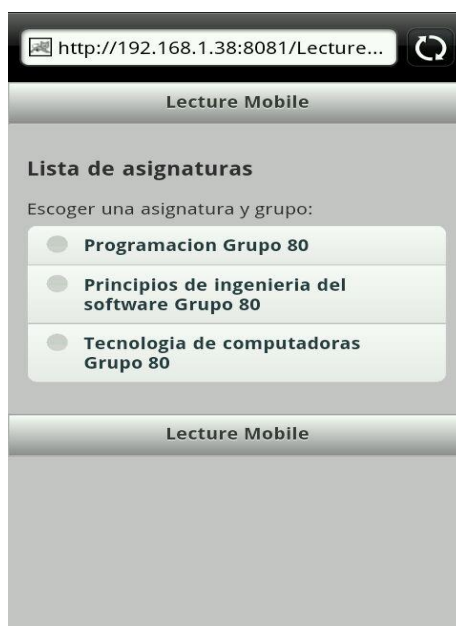 http://192.168.1.38:8081/Lecture...
Lecture Mobile
Lista de asignaturas
Escoger una asignatura y grupo:
Programacion Grupo 80
Principios de ingenieria del
software Grupo 80
Tecnologia de computadoras
Grupo 80
Lecture Mobile